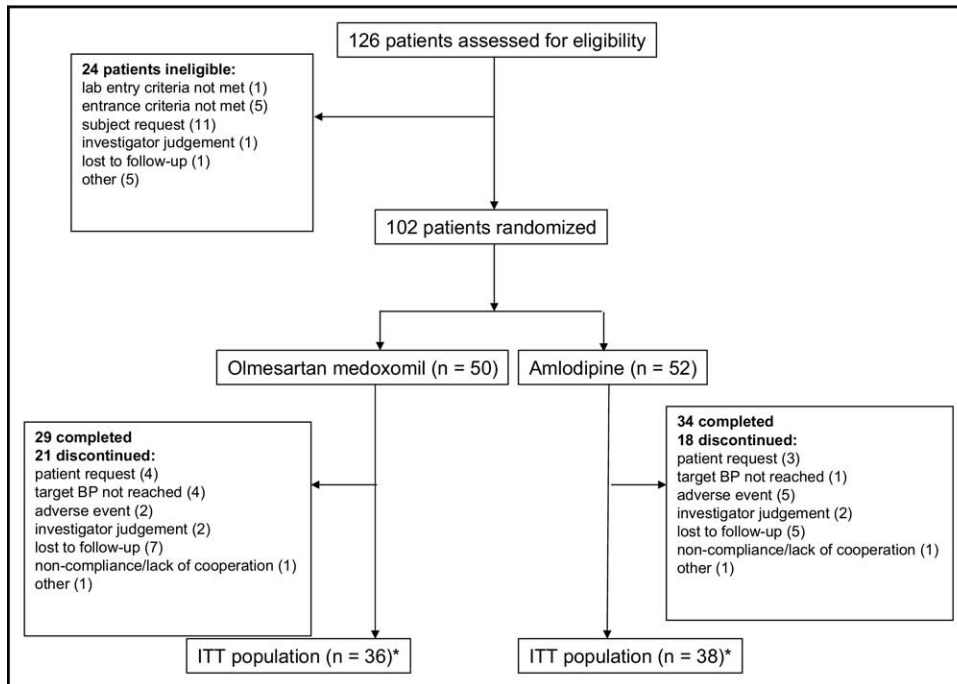 126 patients assessed for eligibility
24 patients ineligible:
lab entry criteria not met (1)
entrance criteria not met (5)
subject request (11)
investigator judgement (1)
lost to follow-up (1)
other (5)
102 patients randomized
Olmesartan medoxomil (n = 50)
Amlodipine (n = 52)
29 completed
21 discontinued:
patient request (4)
target BP not reached (4)
adverse event (2)
investigator judgement (2)
lost to follow-up (7)
non-compliance/lack of cooperation (1)
other (1)
34 completed
18 discontinued:
patient request (3)
target BP not reached (1)
adverse event (5)
investigator judgement (2)
lost to follow-up (5)
non-compliance/lack of cooperation (1)
other (1)
ITT population (n = 36)*
ITT population (n = 38)*